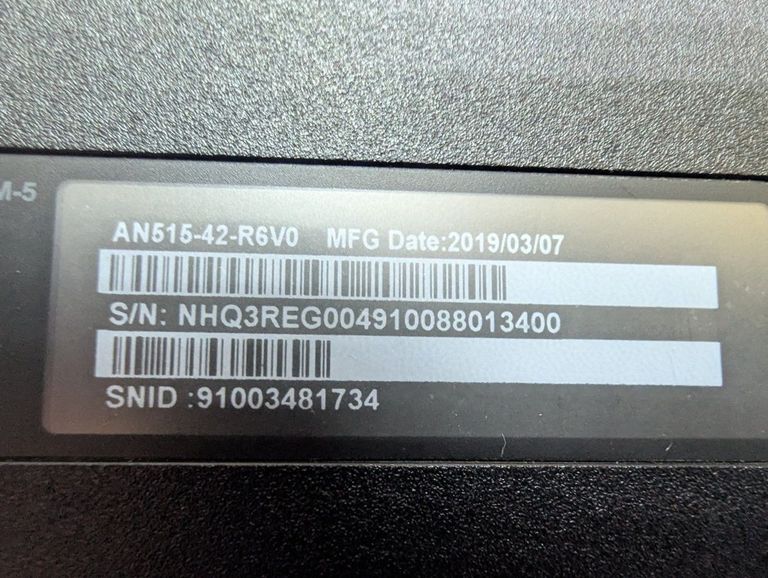 M-5
AN515-42-R6V0 MFG Date:2019/03/07
S/N: NHQ3REG004910088013400
SNID :91003481734